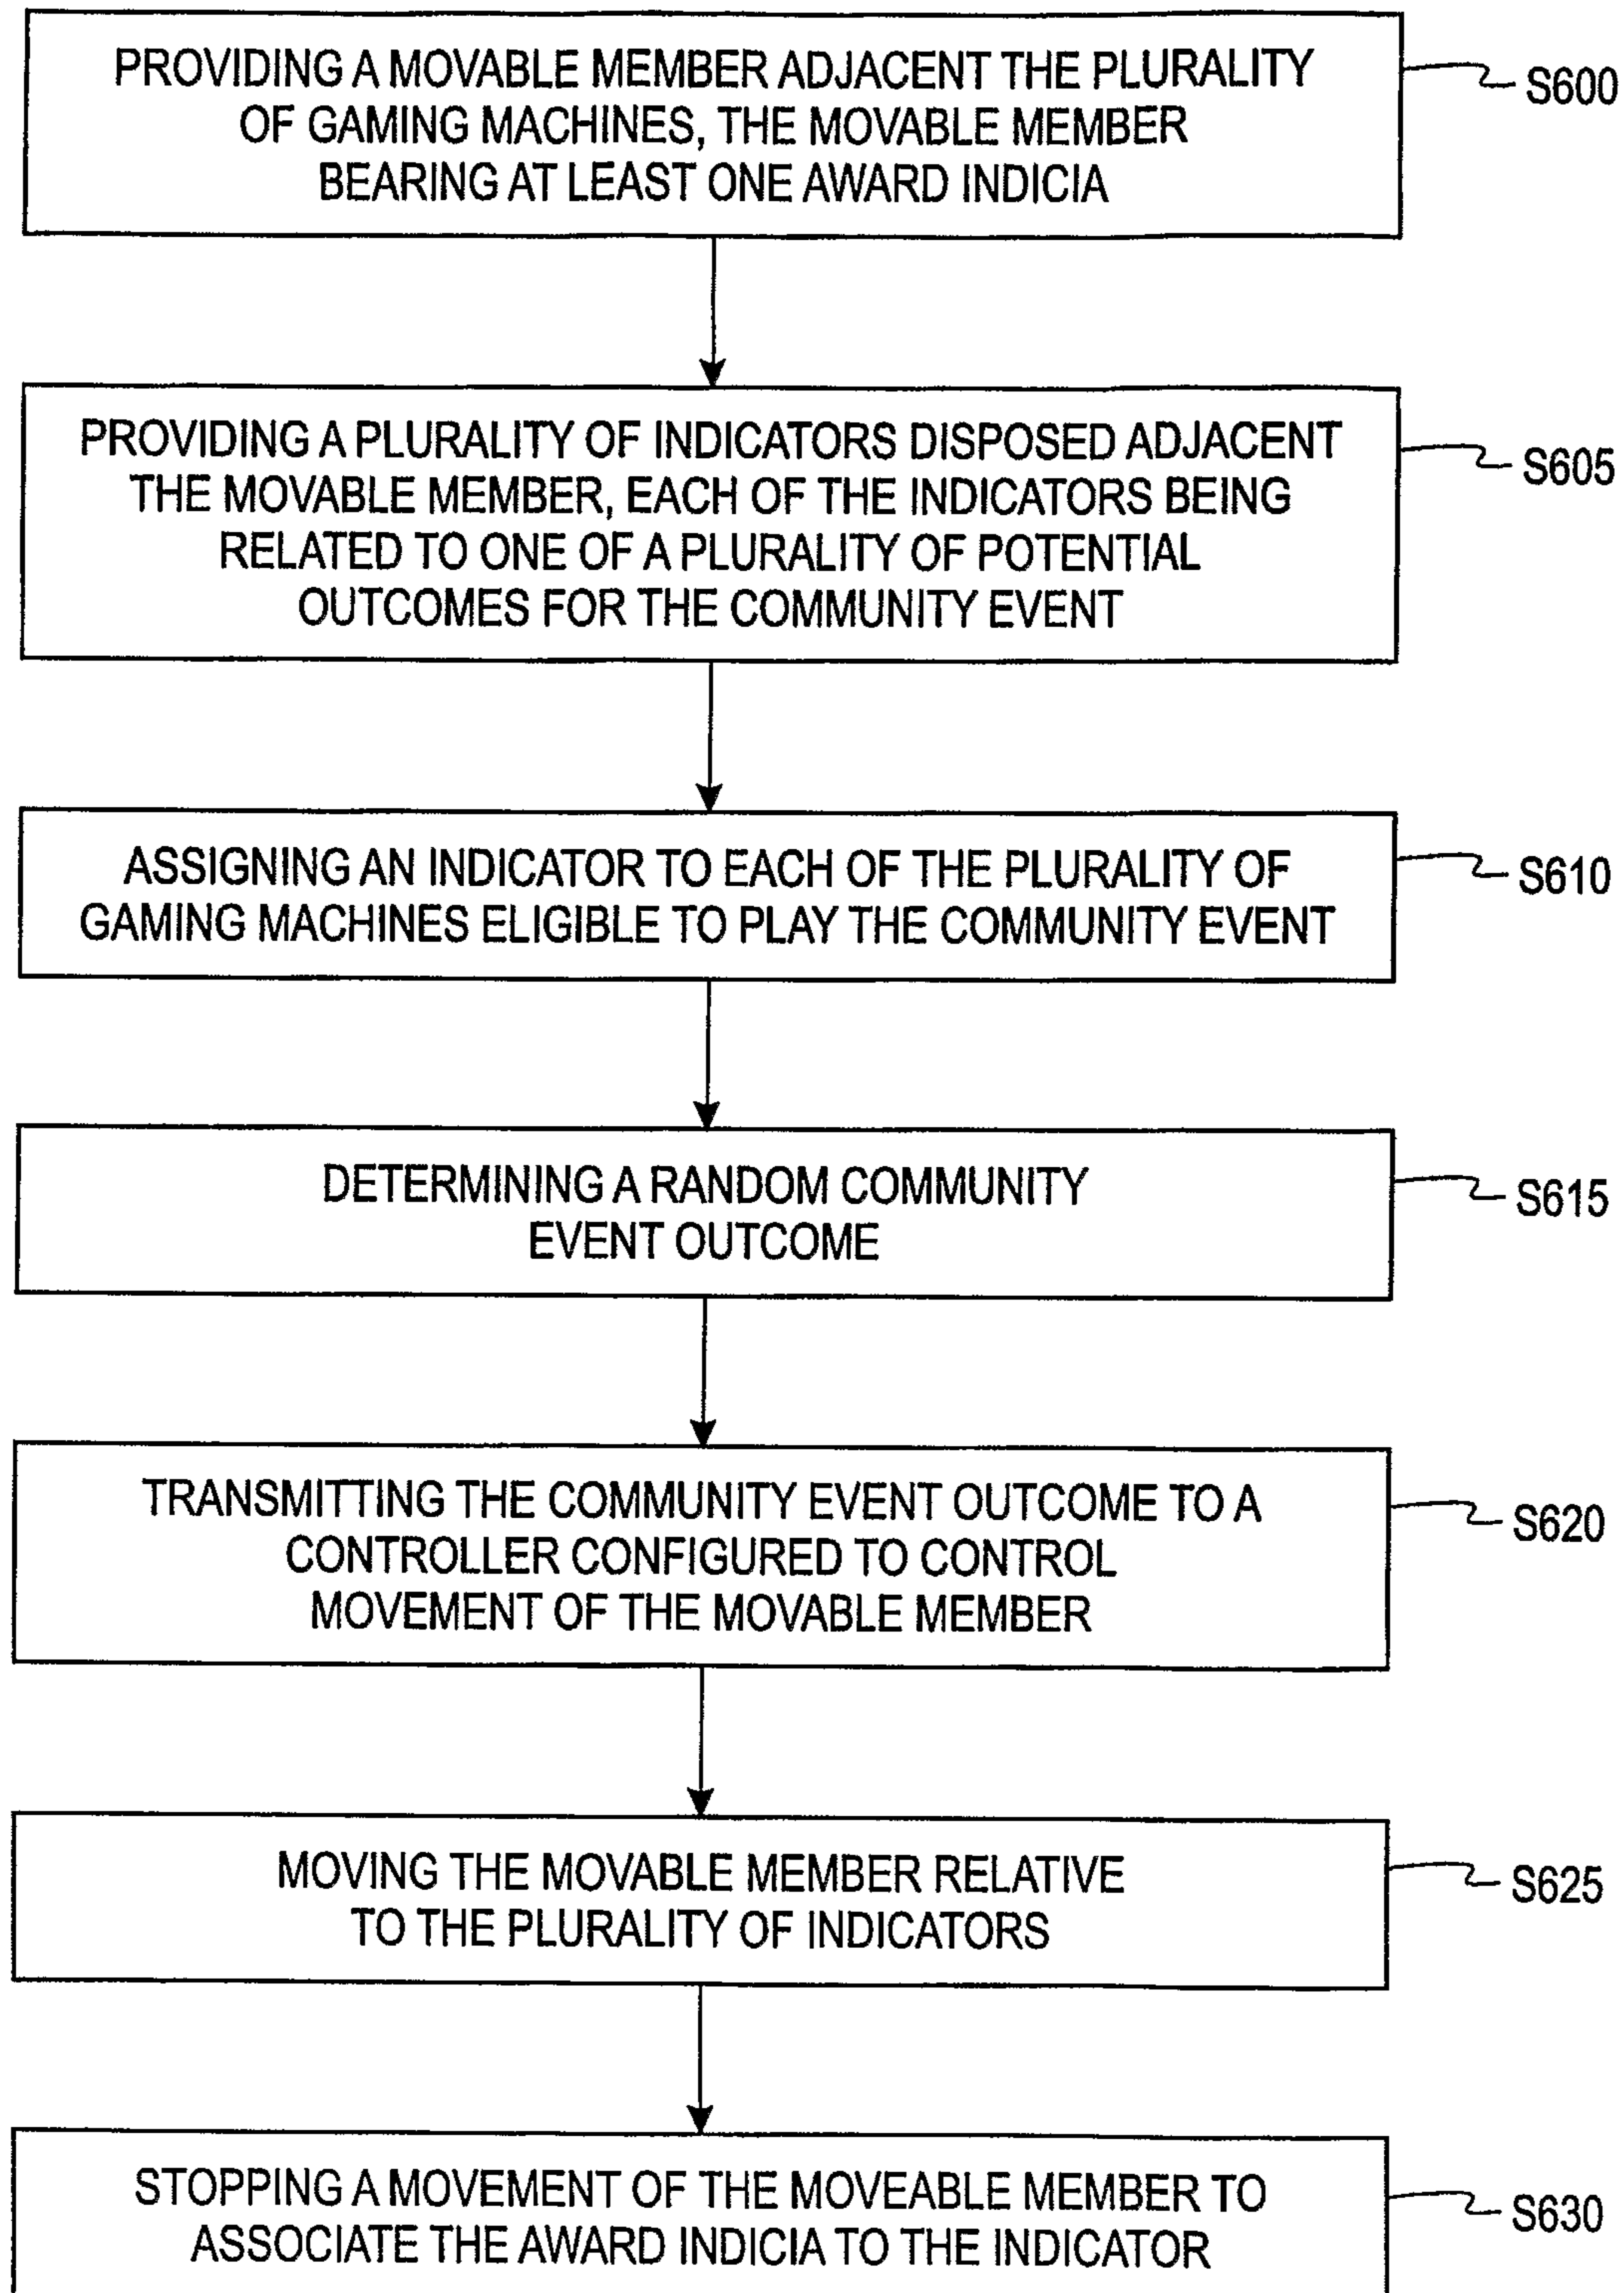 PROVIDING A MOVABLE MEMBER ADJACENT THE PLURALITY
OF GAMING MACHINES, THE MOVABLE MEMBER
BEARING AT LEAST ONE AWARD INDICIA
S600
PROVIDING A PLURALITY OF INDICATORS DISPOSED ADJACENT
THE MOVABLE MEMBER, EACH OF THE INDICATORS BEING
RELATED TO ONE OF A PLURALITY OF POTENTIAL
OUTCOMES FOR THE COMMUNITY EVENT
S605
ASSIGNING AN INDICATOR TO EACH OF THE PLURALITY OF
GAMING MACHINES ELIGIBLE TO PLAY THE COMMUNITY EVENT
S610
DETERMINING A RANDOM COMMUNITY
EVENT OUTCOME
S615
TRANSMITTING THE COMMUNITY EVENT OUTCOME TO A
CONTROLLER CONFIGURED TO CONTROL
MOVEMENT OF THE MOVABLE MEMBER
S620
MOVING THE MOVABLE MEMBER RELATIVE
TO THE PLURALITY OF INDICATORS
S625
STOPPING A MOVEMENT OF THE MOVEABLE MEMBER TO
ASSOCIATE THE AWARD INDICIA TO THE INDICATOR
S630